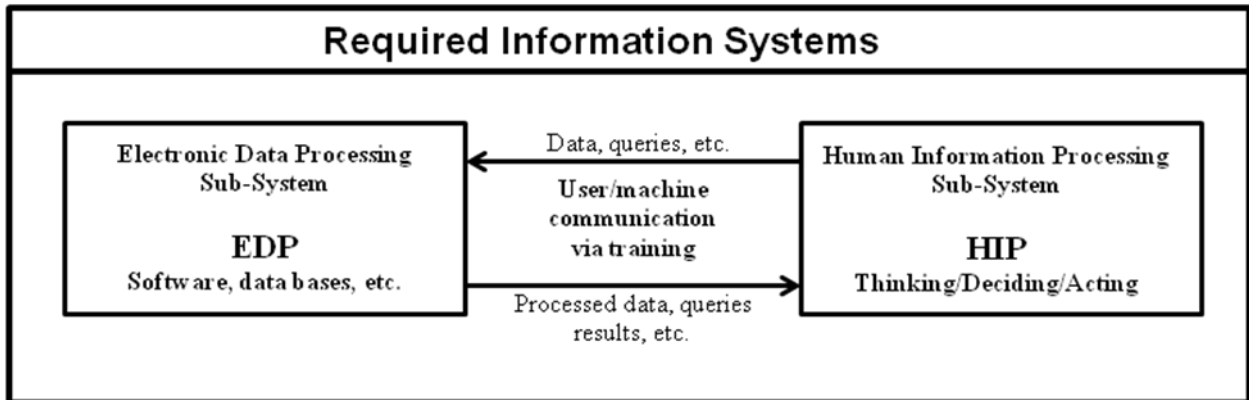 Required Information Systems
Electronic Data Processing
Sub-System
EDP
Software, data bases, etc.
Data, queries, etc.
User/machine
communication
via training
Processed data, queries
results, etc.
Human Information Processing
Sub-System
HIP
Thinking/Deciding/Acting